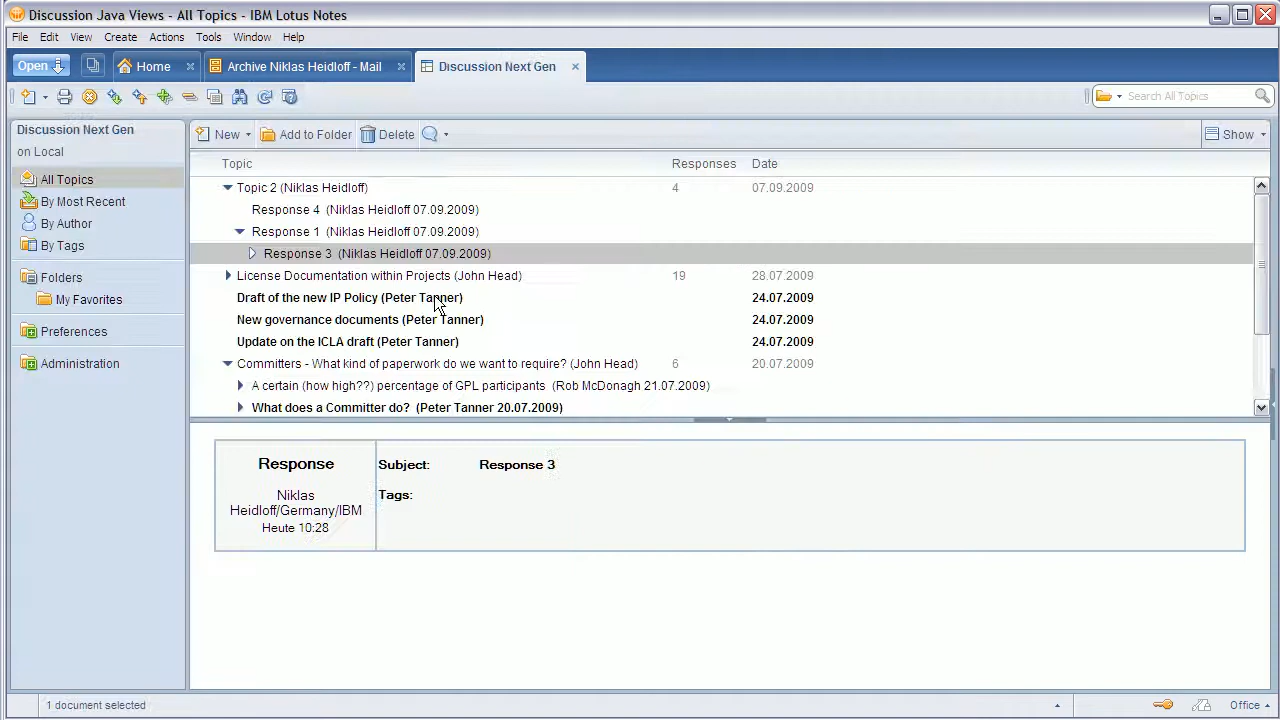 Discussion Java Views - All Topics - IBM Lotus Notes
File Edit View Create Actions Tools Window Help
Open Home Archive Niklas Heidloff - Mail Discussion Next Gen
Search All Topics
Discussion Next Gen
on Local
All Topics
By Most Recent
By Author
By Tags
Folders
My Favorites
Preferences
Administration
New Add to Folder Delete Show
Topic Responses Date
Topic 2 (Niklas Heidloff) 4 07.09.2009
Response 4 (Niklas Heidloff 07.09.2009)
Response 1 (Niklas Heidloff 07.09.2009)
Response 3 (Niklas Heidloff 07.09.2009)
License Documentation within Projects (John Head) 19 28.07.2009
Draft of the new IP Policy (Peter Tanner) 24.07.2009
New governance documents (Peter Tanner) 24.07.2009
Update on the ICLA draft (Peter Tanner) 24.07.2009
Committers - What kind of paperwork do we want to require? (John Head) 6 20.07.2009
A certain (how high??) percentage of GPL participants (Rob McDonagh 21.07.2009)
What does a Committer do? (Peter Tanner 20.07.2009)
Response
Niklas
Heidloff/Germany/IBM
Heute 10:28
Subject: Response 3
Tags:
1 document selected
Office